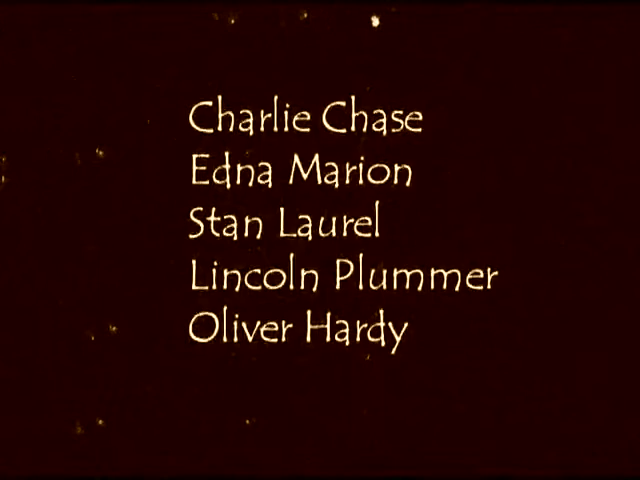 Charlie Chase
Edna Marion
Stan Laurel
Lincoln Plummer
Oliver Hardy